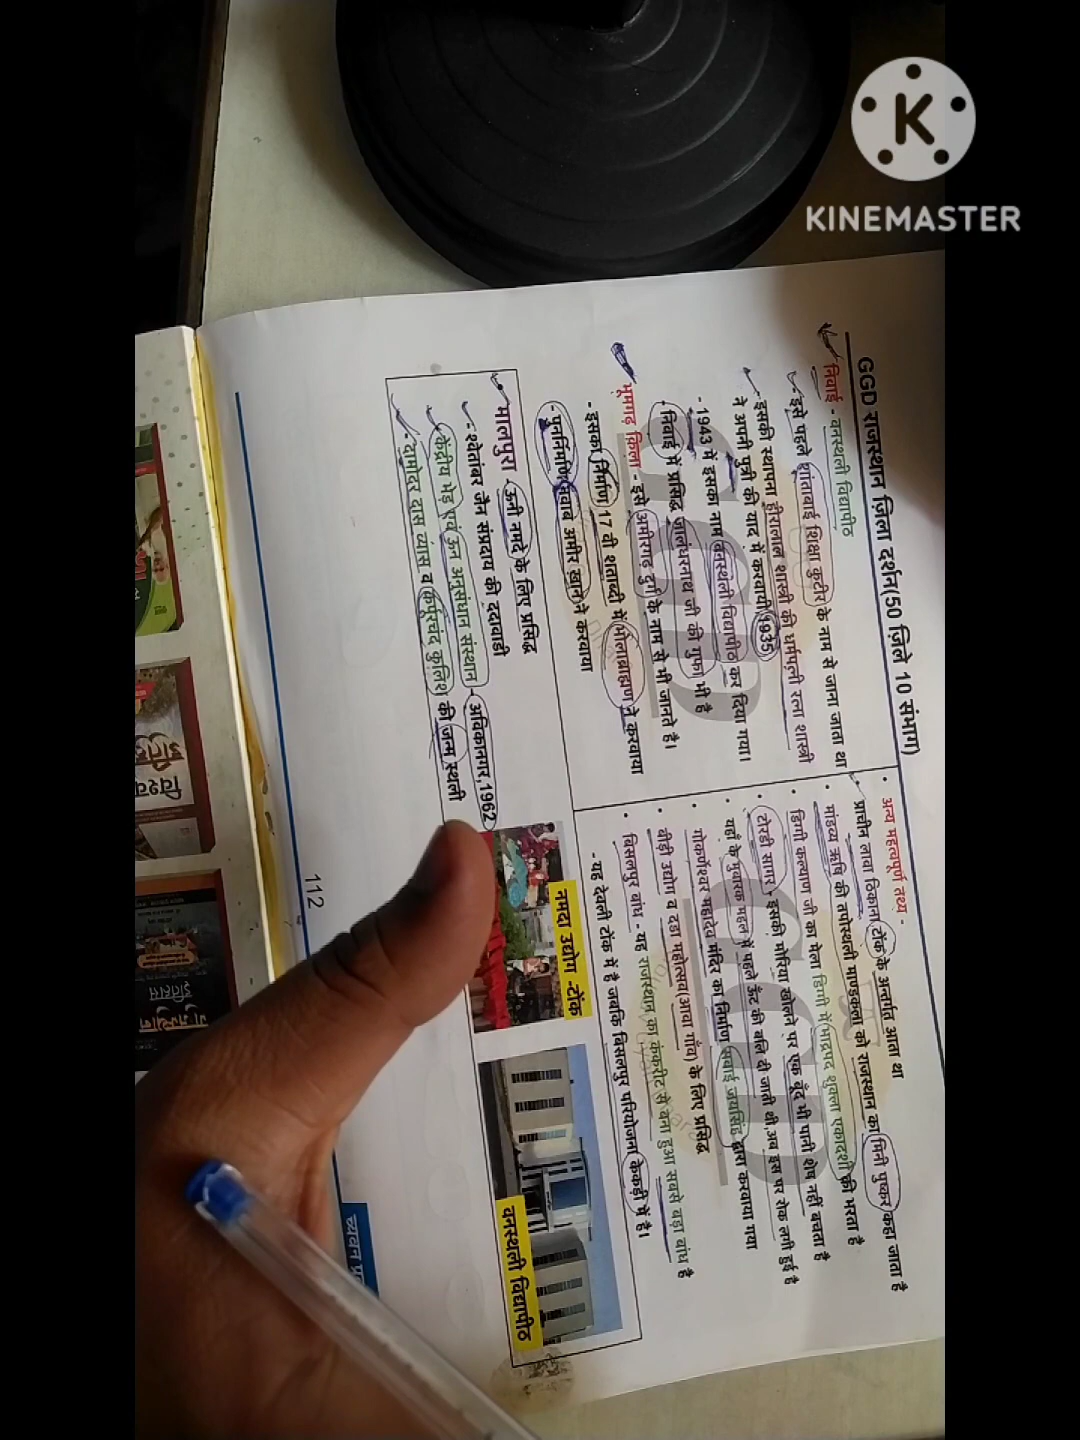 KINEMASTER
GGD राजस्थान ज़िला दर्शन(50 ज़िले 10 संभाग)
निवाई - वनस्थली विद्यापीठ
- इसे पहले शांताबाई शिक्षा कुटीर के नाम से जाना जाता था
- इसकी स्थापना हीरालाल शास्त्री की धर्मपत्नी रत्ना शास्त्री
ने अपनी पुत्री की याद में करवायी 1935
- 1943 में इसका नाम वनस्थली विद्यापीठ कर दिया गया।
- निवाई में प्रसिद्ध जालंधरनाथ जी की गुफा भी है
भूमगढ़ किला - इसे अमीरगढ़ दुर्ग के नाम से भी जानते है।
- इसका निर्माण 17 वी शताब्दी में भोलाब्राह्मण ने करवाया
- पुनर्निर्माण नवाब अमीर खान ने करवाया
मालपुरा - ऊनी नमदे के लिए प्रसिद्ध
- श्वेतांबर जैन संप्रदाय की दादाबाड़ी
- केंद्रीय भेड़ एवं ऊन अनुसंधान संस्थान - अविकानगर,1962
- दामोदर दास व्यास व कर्पूरचंद कुलिश की जन्म स्थली
अन्य महत्वपूर्ण तथ्य -
प्राचीन लावा ठिकाना टोंक के अन्तर्गत आता था
• मांडव्य ऋषि की तपोस्थली माण्डकला को राजस्थान का मिनी पुष्कर कहा जाता है
• डिग्गी कल्याण जी का मेला डिग्गी में भाद्रपद शुक्ला एकादशी को भरता है
• टोरडी सागर - इसकी मोरिया खोलने पर एक बूँद भी पानी शेष नहीं बचता है
यहाँ के मुबारक महल में पहले ऊँट की बलि दी जाती थी,अब इस पर रोक लगी हुई है
• गोकर्णेश्वर महादेव मंदिर का निर्माण सवाई जयसिंह द्वारा करवाया गया
• बीड़ी उद्योग व दड़ा महोत्सव(आवा गाँव) के लिए प्रसिद्ध
• बिसलपुर बांध - यह राजस्थान का कंकरीट से बना हुआ सबसे बड़ा बांध है
- यह देवली टोंक में है जबकि बिसलपुर परियोजना केकड़ी में है।
नमदा उद्योग -टोंक
वनस्थली विद्यापीठ
112
इतिहास